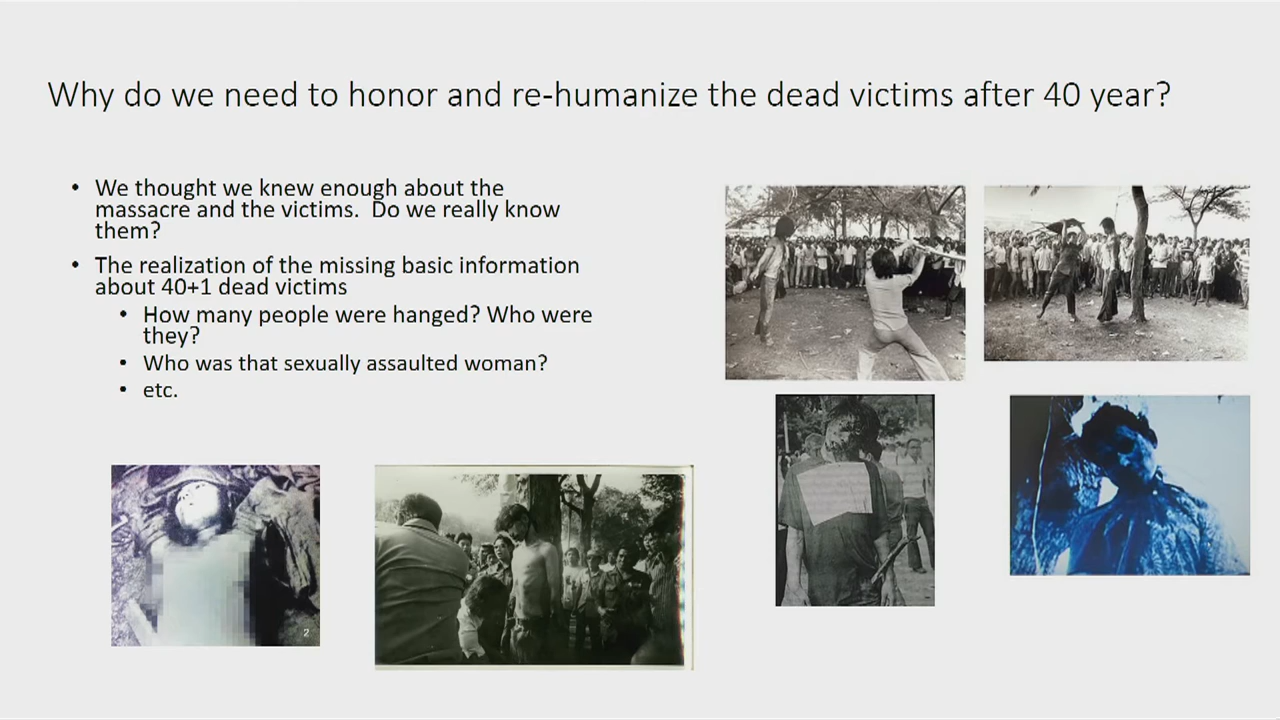 Why do we need to honor and re-humanize the dead victims after 40 year?
• We thought we knew enough about the
massacre and the victims.  Do we really know
them?
• The realization of the missing basic information
about 40+1 dead victims
• How many people were hanged? Who were
they?
• Who was that sexually assaulted woman?
• etc.
2